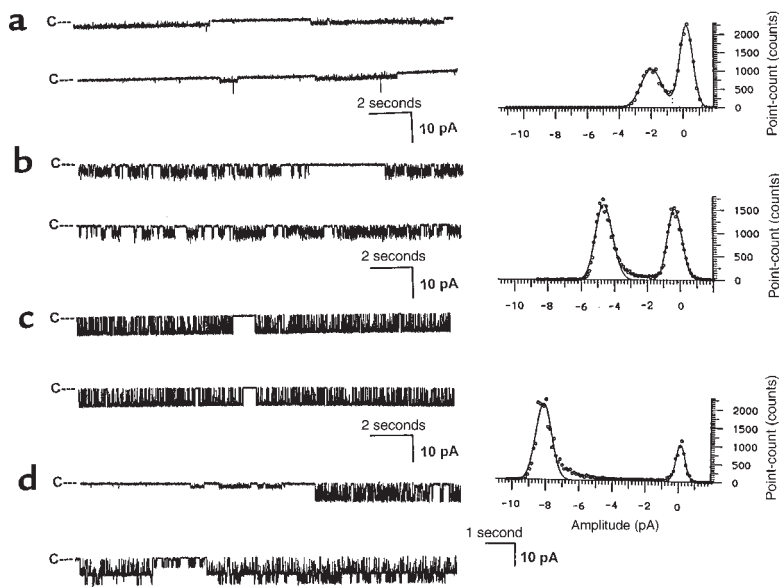 a
C---
C---
2 seconds
10 pA
2000
1500
1000
500
0
Point-count (counts)
-10 -8 -6 -4 -2 0
b
C---
C---
2 seconds
10 pA
1500
1000
500
0
Point-count (counts)
-10 -8 -6 -4 -2 0
c
C---
C---
2 seconds
10 pA
2000
1500
1000
500
0
Point-count (counts)
-10 -8 -6 -4 -2 0
Amplitude (pA)
d
C---
C---
1 second
10 pA